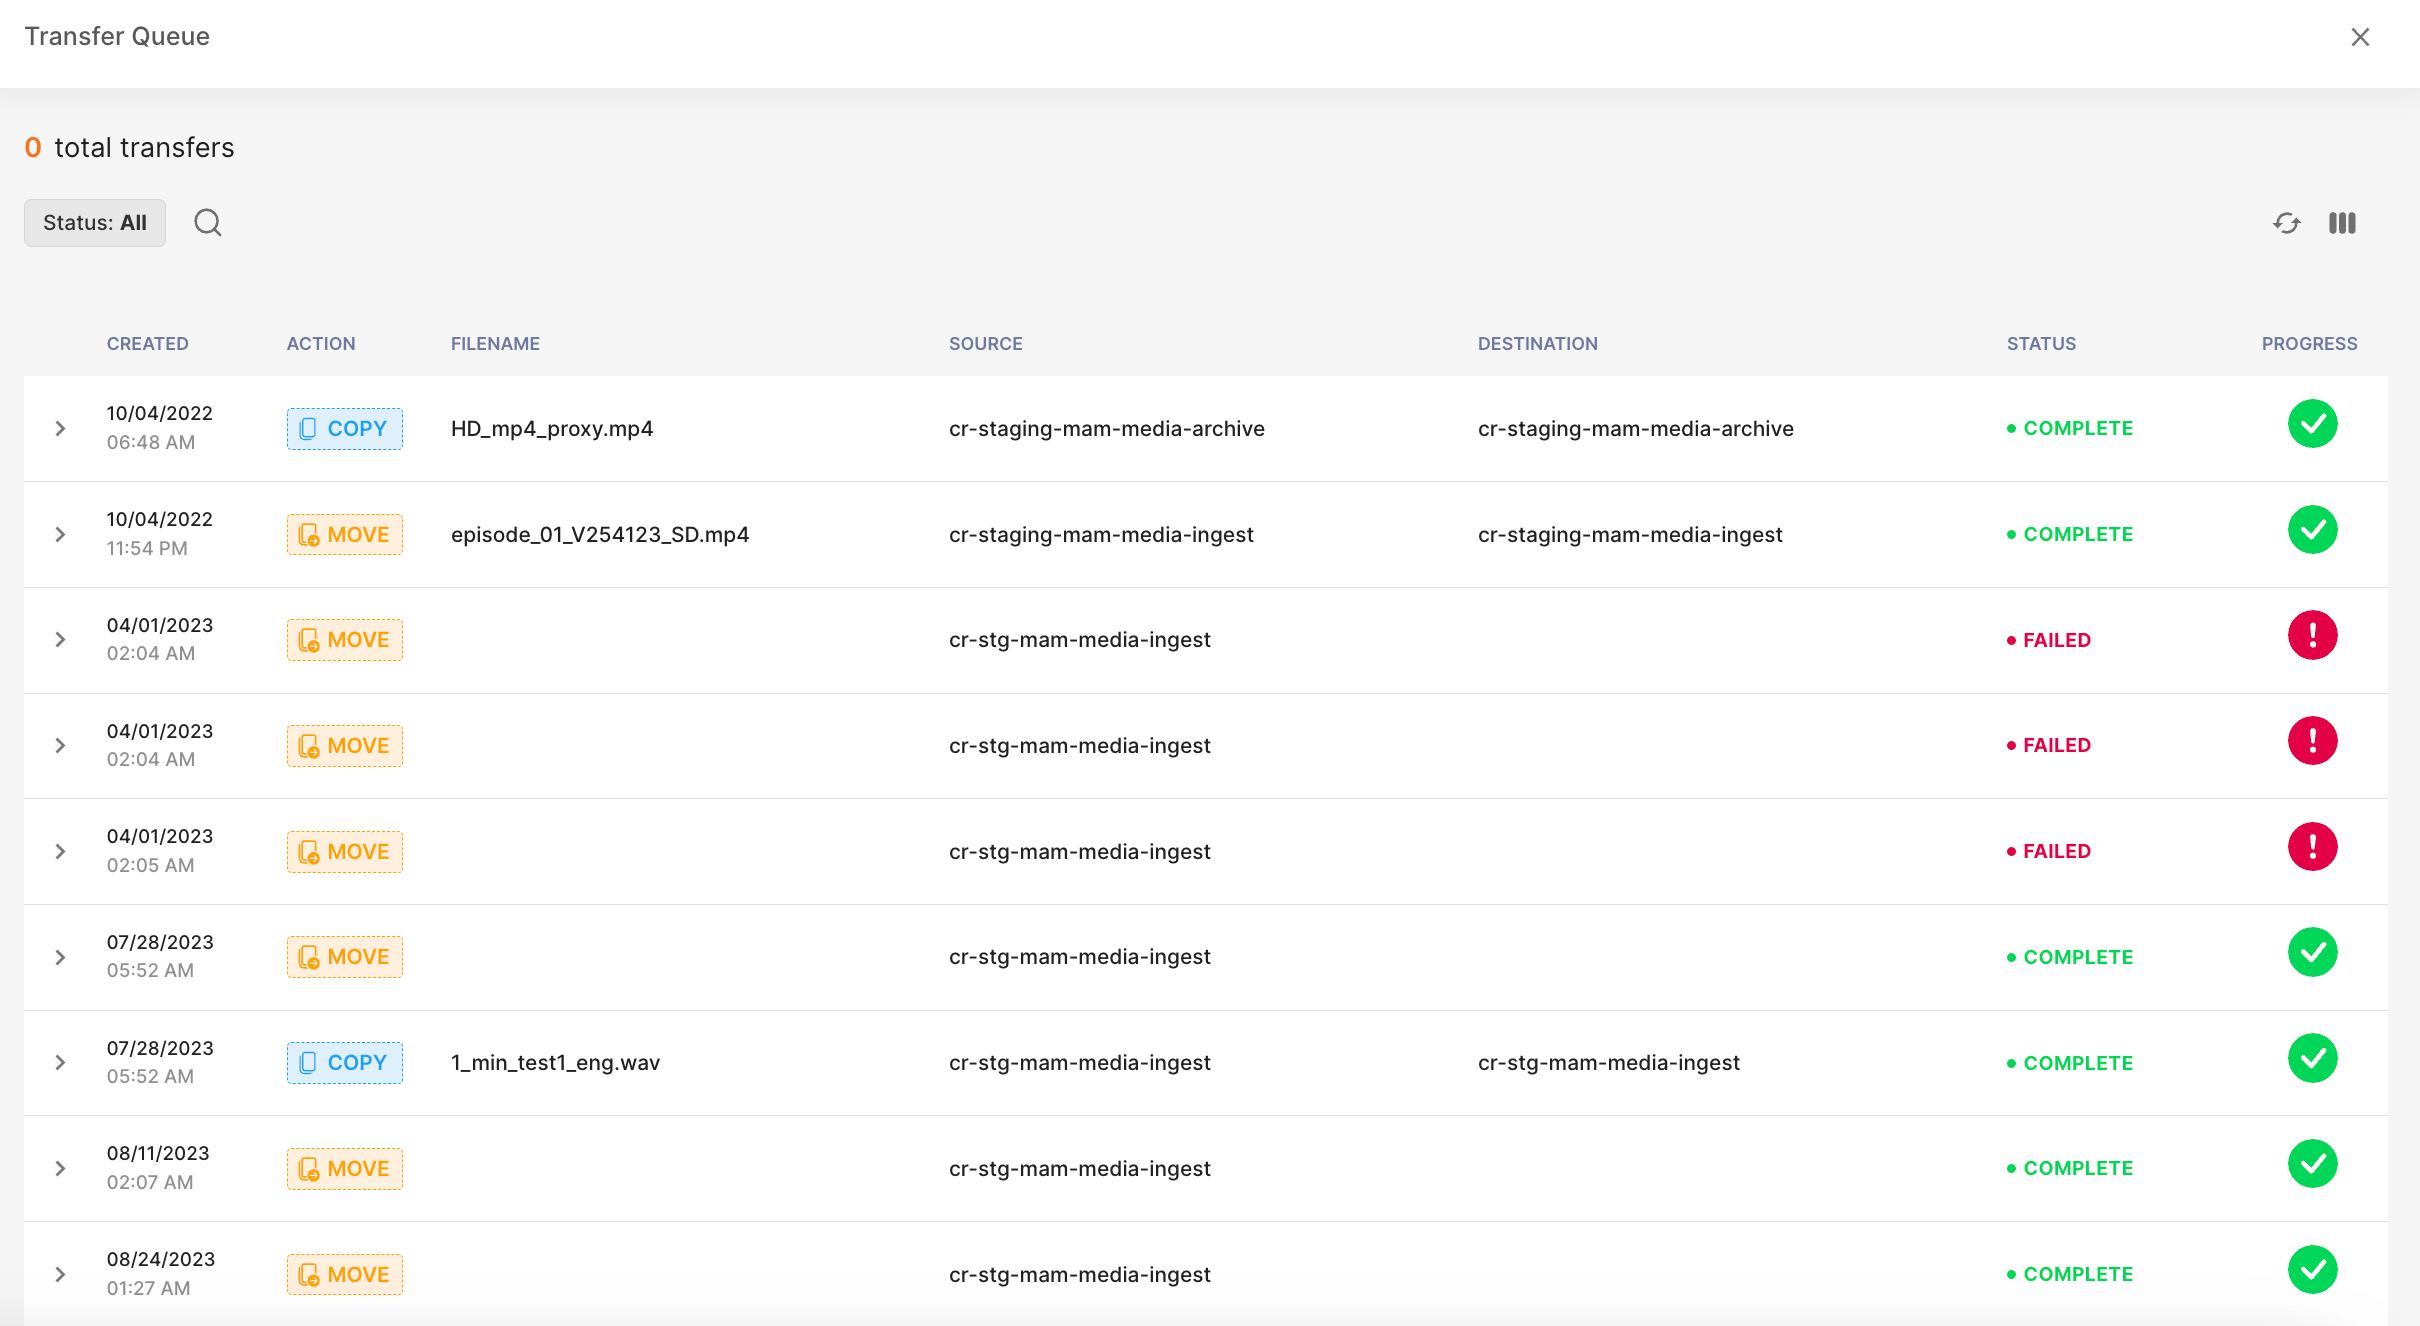 Transfer Queue
0 total transfers
Status: All
CREATED ACTION FILENAME SOURCE DESTINATION STATUS PROGRESS
10/04/2022
06:48 AM
COPY HD_mp4_proxy.mp4 cr-staging-mam-media-archive cr-staging-mam-media-archive COMPLETE
10/04/2022
11:54 PM
MOVE episode_01_V254123_SD.mp4 cr-staging-mam-media-ingest cr-staging-mam-media-ingest COMPLETE
04/01/2023
02:04 AM
MOVE cr-stg-mam-media-ingest FAILED
04/01/2023
02:04 AM
MOVE cr-stg-mam-media-ingest FAILED
04/01/2023
02:05 AM
MOVE cr-stg-mam-media-ingest FAILED
07/28/2023
05:52 AM
MOVE cr-stg-mam-media-ingest COMPLETE
07/28/2023
05:52 AM
COPY 1_min_test1_eng.wav cr-stg-mam-media-ingest cr-stg-mam-media-ingest COMPLETE
08/11/2023
02:07 AM
MOVE cr-stg-mam-media-ingest COMPLETE
08/24/2023
01:27 AM
MOVE cr-stg-mam-media-ingest COMPLETE